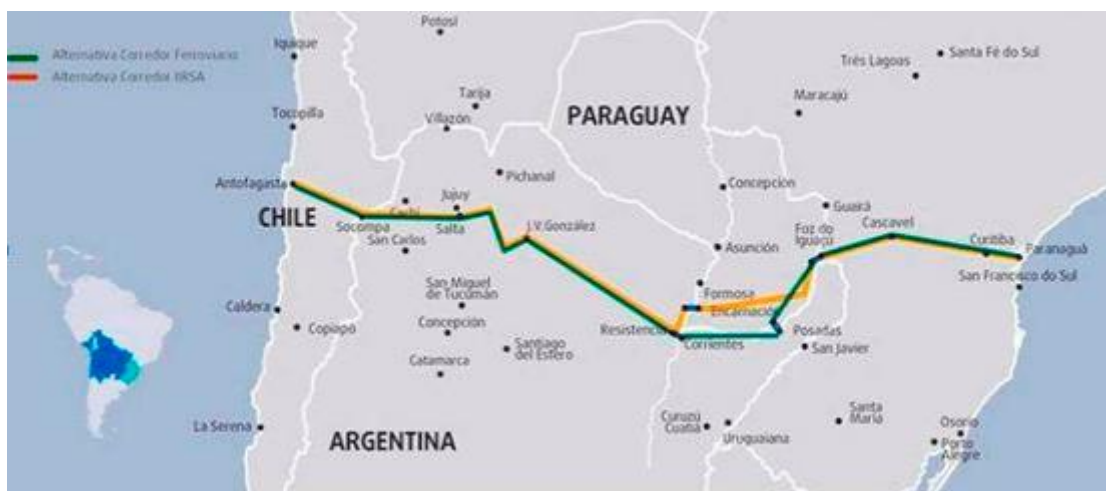 Alternativa Corredor Ferroviario
Alternativa Corredor IIRSA
Potosí
Iquique
Santa Fé do Sul
Três Lagoas
Tarija
Maracajú
Tocopilla
Villazón
PARAGUAY
Pichanal
Antofagasta
Concepcion
Jujuy
Guairá
CHILE
Socompa
Salta
J.V.González
Cascavel
San Carlos
Foz do
Iguaçu
Asunción
Curitiba
Paranaguá
San Francisco do Sul
San Miguel
de Tucumán
Formosa
Caldera
Encarnación
Copiapó
Concepción
Resistencia
Posadas
Corrientes
San Javier
Santiago
del Estero
Catamarca
La Serena
ARGENTINA
Curuzú
Cuatiá
Uruguaiana
Santa
María
Osorio
Porto
Alegre